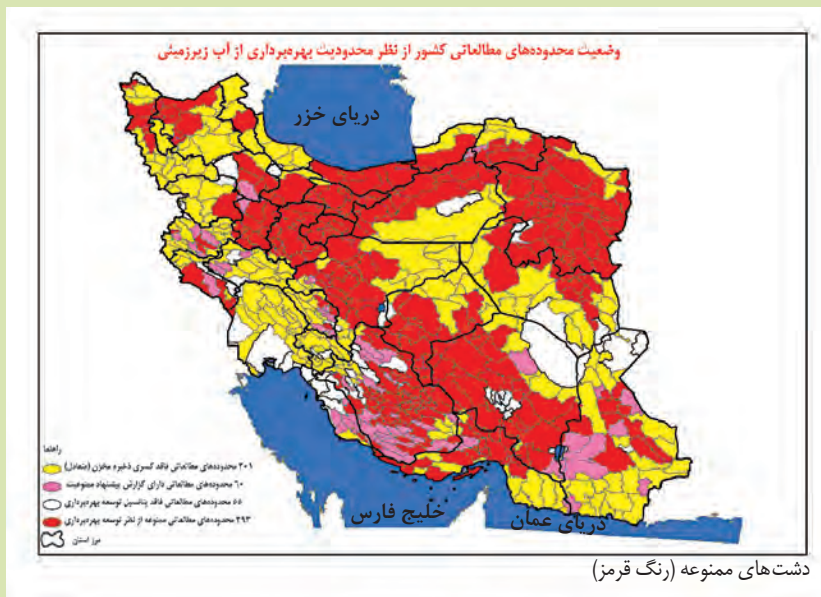 وضعیت محدوده‌های مطالعاتی کشور از نظر محدودیت بهره‌برداری از آب زیرزمینی
دریای خزر
راهنما
۲۰۱ محدوده‌های مطالعاتی فاقد کسری ذخیره مخزن (متعادل)
۶۰ محدوده‌های مطالعاتی دارای گزارش پیشنهاد ممنوعیت
۵۵ محدوده‌های مطالعاتی فاقد پتانسیل توسعه بهره‌برداری
۲۹۳ محدوده‌های مطالعاتی ممنوعه از نظر توسعه بهره‌برداری
مرز استان
خلیج فارس
دریای عمان
دشت‌های ممنوعه (رنگ قرمز)